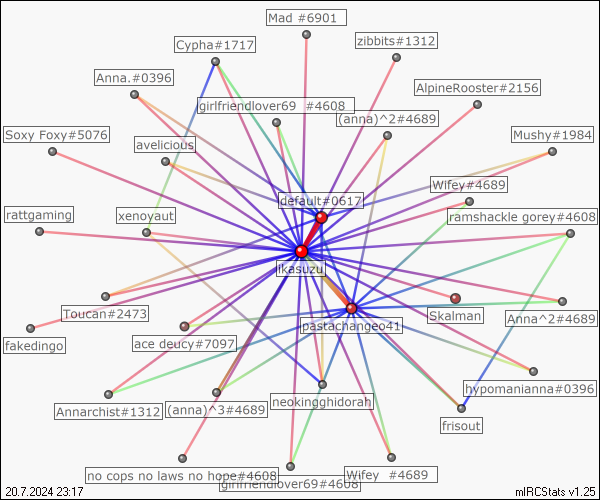 Mad #6901
Cypha#1717
zibbits#1312
Anna.#0396
AlpineRooster#2156
girlfriendlover69 #4608
(anna)^2#4689
Soxy Foxy#5076
Mushy#1984
avelicious
Wifey#4689
default#0617
rattgaming
xenovaut
ramshackle gorey#4608
ikasuzu
Toucan#2473
Skalman
Anna^2#4689
pastachangeo41
fakedingo
ace deucy#7097
hypomanianna#0396
neokingghidorah
Annarchist#1312
(anna)^3#4689
frisout
no cops no laws no hope#4608
Wifey #4689
girlfriendlover69#4608
20.7.2024 23:17
mIRCStats v1.25